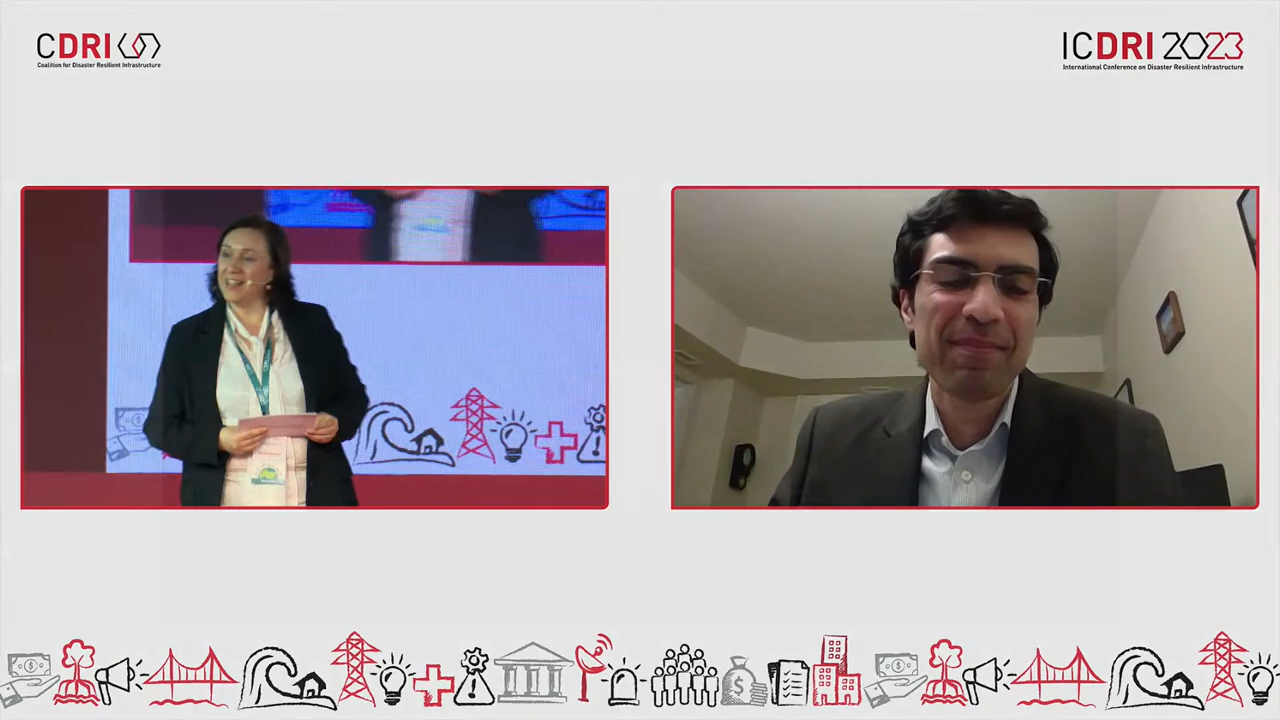 CDRI
Coalition for Disaster Resilient Infrastructure
ICDRI 2023
International Conference on Disaster Resilient Infrastructure